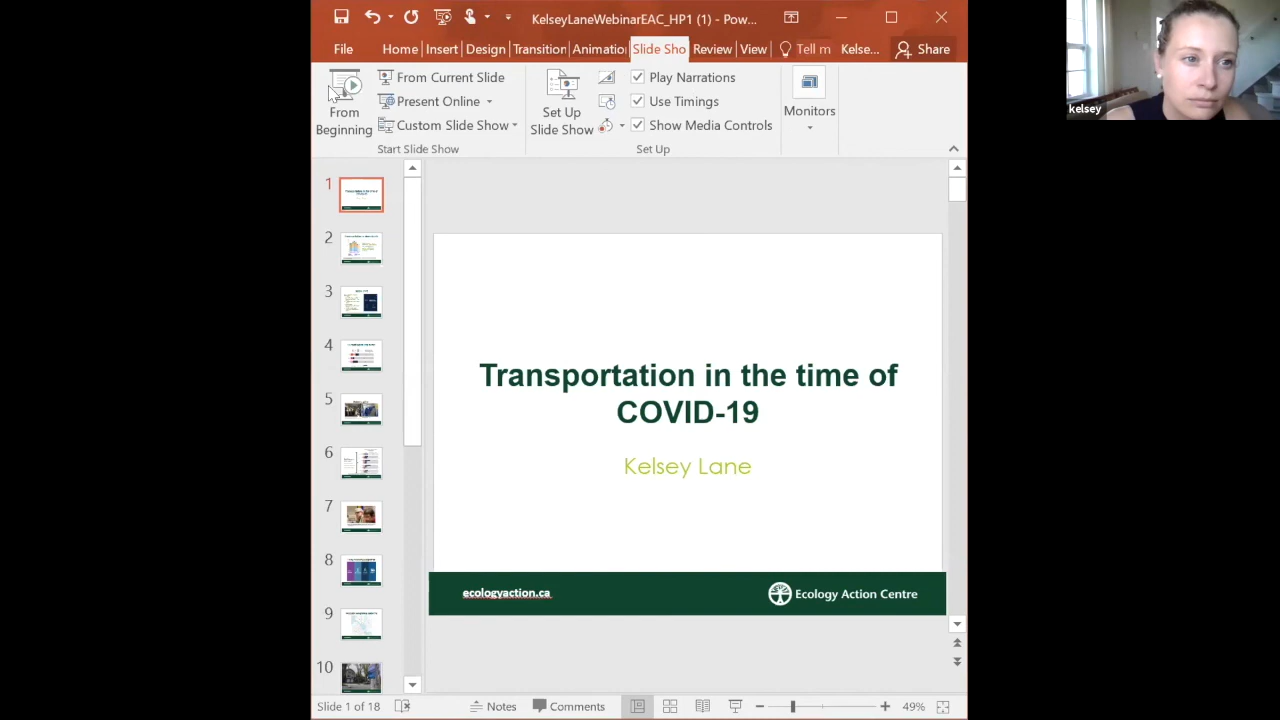 KelseyLaneWebinarEAC_HP1 (1) - Pow...
File Home Insert Design Transition Animatio Slide Sho Review View Tell m Kelse... Share
From Beginning
From Current Slide
Present Online
Custom Slide Show
Start Slide Show
Set Up Slide Show
Play Narrations
Use Timings
Show Media Controls
Set Up
Monitors
kelsey
1
2
3
4
5
6
7
8
9
10
Transportation in the time of
COVID-19
Kelsey Lane
ecologyaction.ca
Ecology Action Centre
Slide 1 of 18 Notes Comments 49%